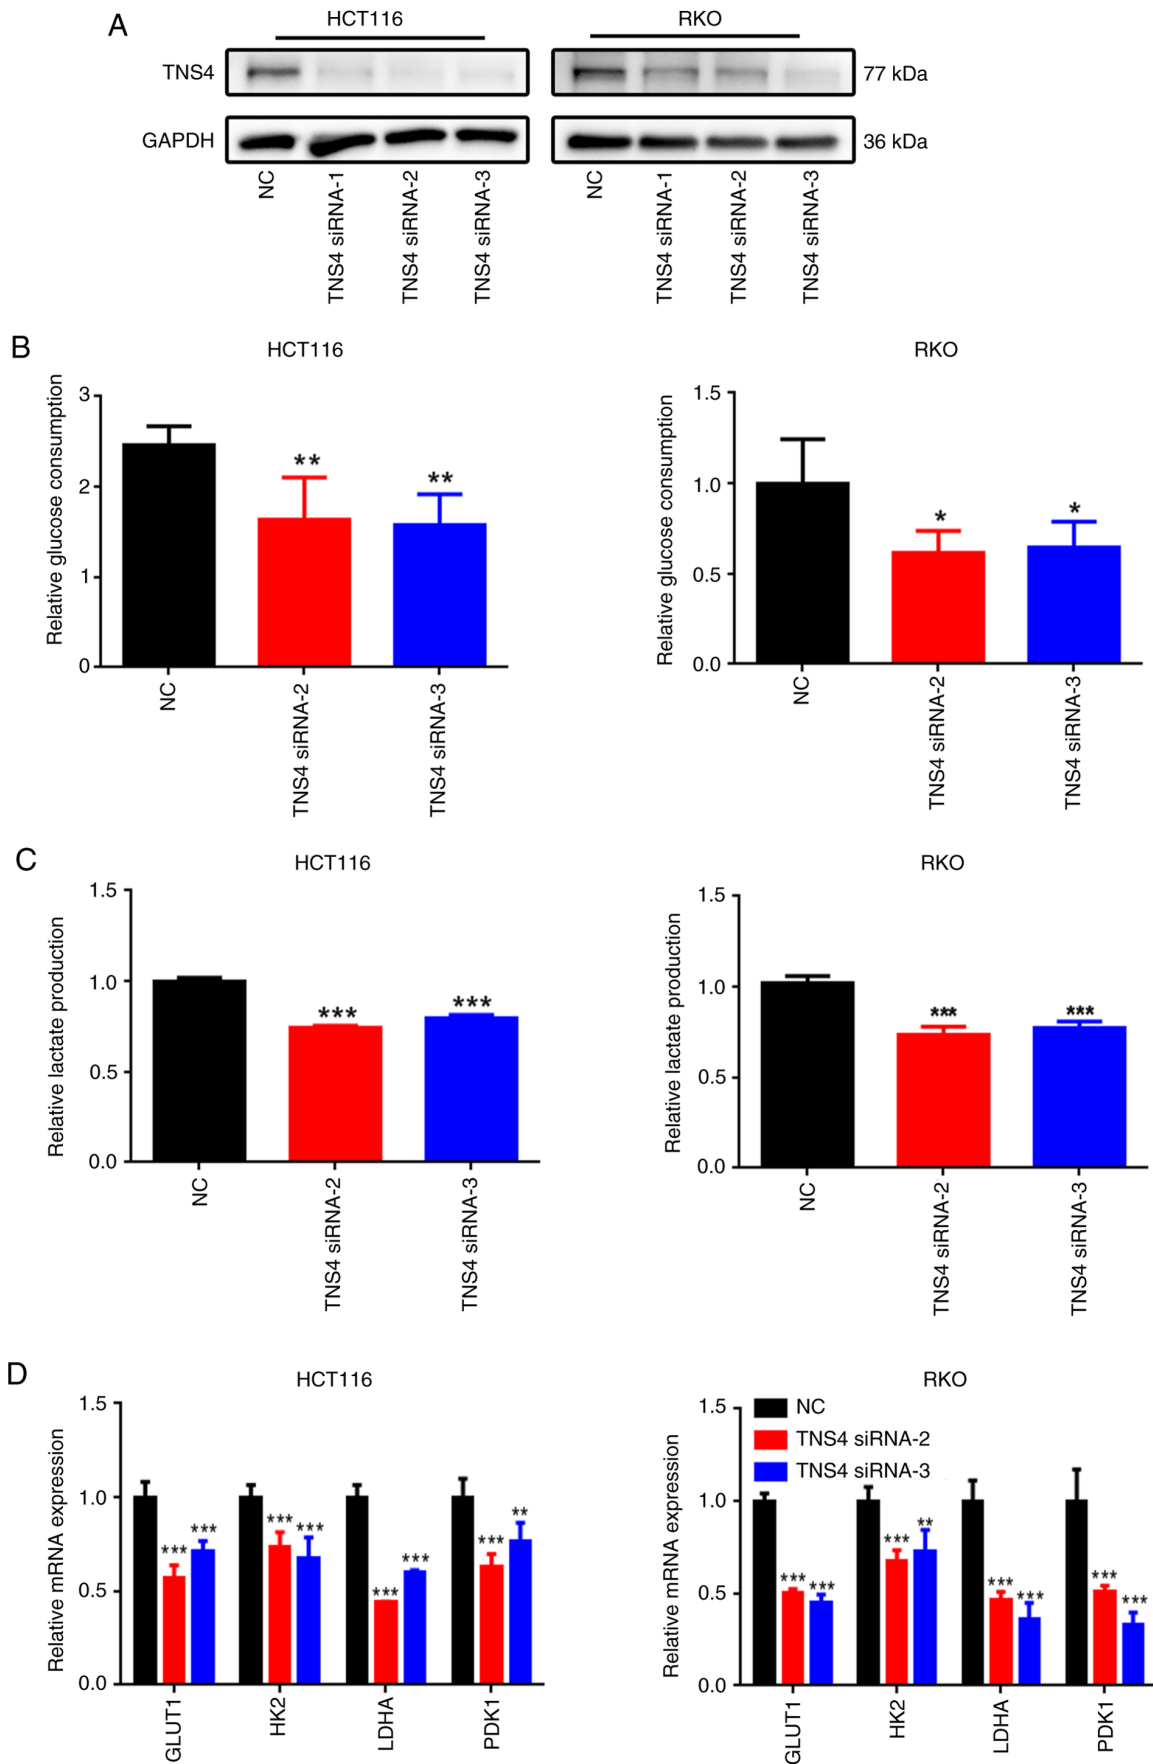 A
HCT116
RKO
TNS4
77 kDa
GAPDH
36 kDa
NC
TNS4 siRNA-1
TNS4 siRNA-2
TNS4 siRNA-3
NC
TNS4 siRNA-1
TNS4 siRNA-2
TNS4 siRNA-3
B
HCT116
Relative glucose consumption
3
2
1
0
**
**
NC
TNS4 siRNA-2
TNS4 siRNA-3
RKO
Relative glucose consumption
1.5
1.0
0.5
0.0
*
*
NC
TNS4 siRNA-2
TNS4 siRNA-3
C
HCT116
Relative lactate production
1.5
1.0
0.5
0.0
***
***
NC
TNS4 siRNA-2
TNS4 siRNA-3
RKO
Relative lactate production
1.5
1.0
0.5
0.0
***
***
NC
TNS4 siRNA-2
TNS4 siRNA-3
D
HCT116
Relative mRNA expression
1.5
1.0
0.5
0.0
***
***
***
***
***
***
***
**
GLUT1
HK2
LDHA
PDK1
RKO
Relative mRNA expression
1.5
1.0
0.5
0.0
NC
TNS4 siRNA-2
TNS4 siRNA-3
***
***
***
**
***
***
***
***
GLUT1
HK2
LDHA
PDK1